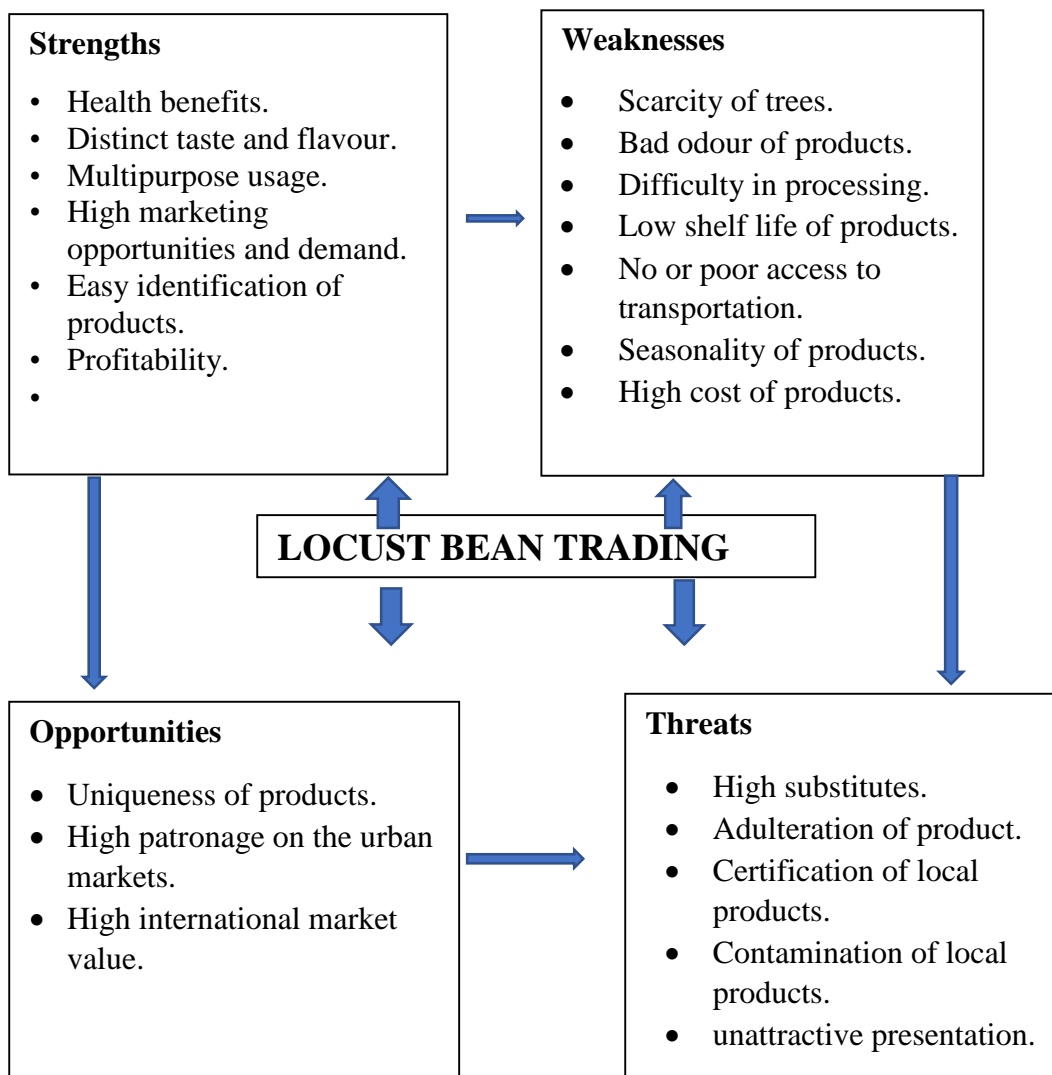 Strengths
• Health benefits.
• Distinct taste and flavour.
• Multipurpose usage.
• High marketing
opportunities and demand.
• Easy identification of
products.
• Profitability.
•
Weaknesses
• Scarcity of trees.
• Bad odour of products.
• Difficulty in processing.
• Low shelf life of products.
• No or poor access to
transportation.
• Seasonality of products.
• High cost of products.
LOCUST BEAN TRADING
Opportunities
• Uniqueness of products.
• High patronage on the urban
markets.
• High international market
value.
Threats
• High substitutes.
• Adulteration of product.
• Certification of local
products.
• Contamination of local
products.
• unattractive presentation.